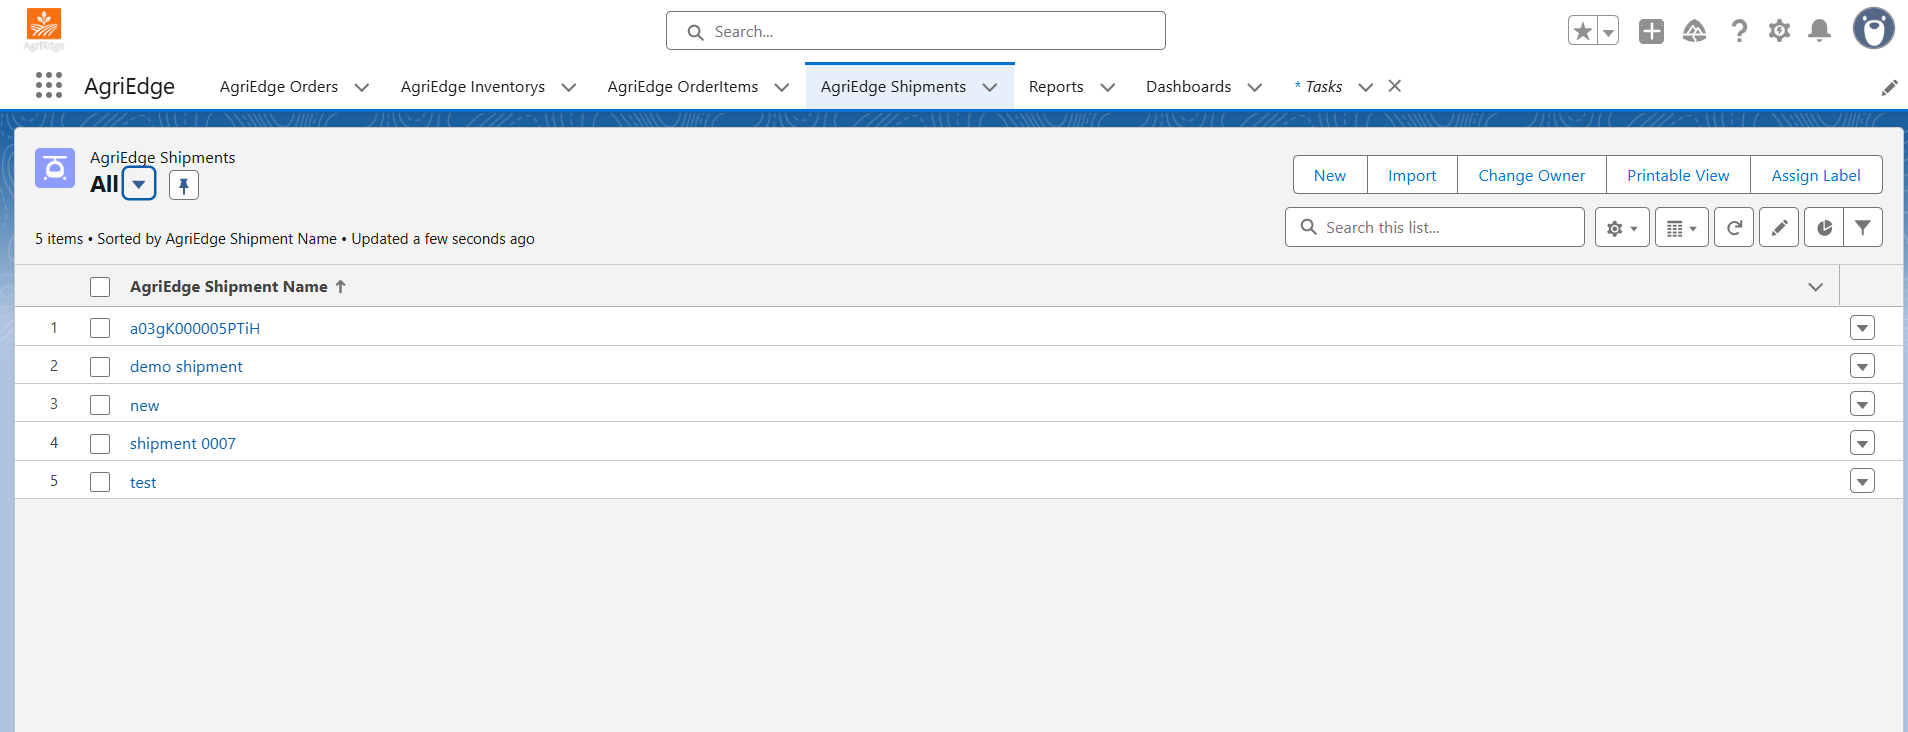 AgriEdge
Search...
AgriEdge
AgriEdge Orders
AgriEdge Inventorys
AgriEdge OrderItems
AgriEdge Shipments
Reports
Dashboards
* Tasks
AgriEdge Shipments
All
New
Import
Change Owner
Printable View
Assign Label
5 items • Sorted by AgriEdge Shipment Name • Updated a few seconds ago
Search this list...
AgriEdge Shipment Name ↑
1 a03gK000005PTiH
2 demo shipment
3 new
4 shipment 0007
5 test